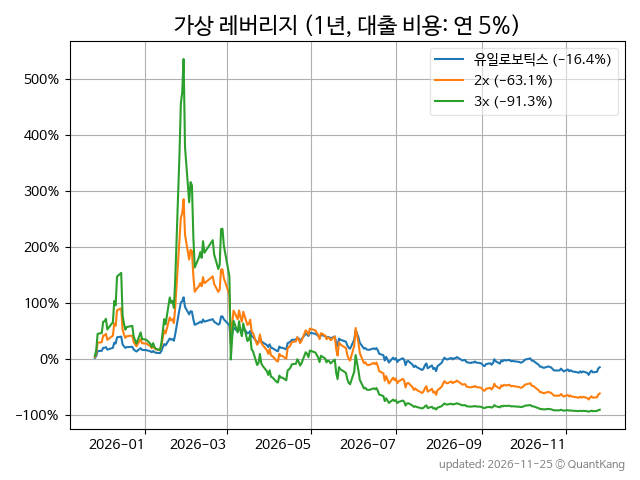 가상 레버리지 (1년, 대출 비용: 연 5%)
유일로보틱스 (-16.4%)
2x (-63.1%)
3x (-91.3%)
500%
400%
300%
200%
100%
0%
-100%
2026-01
2026-03
2026-05
2026-07
2026-09
2026-11
updated: 2026-11-25 © QuantKang